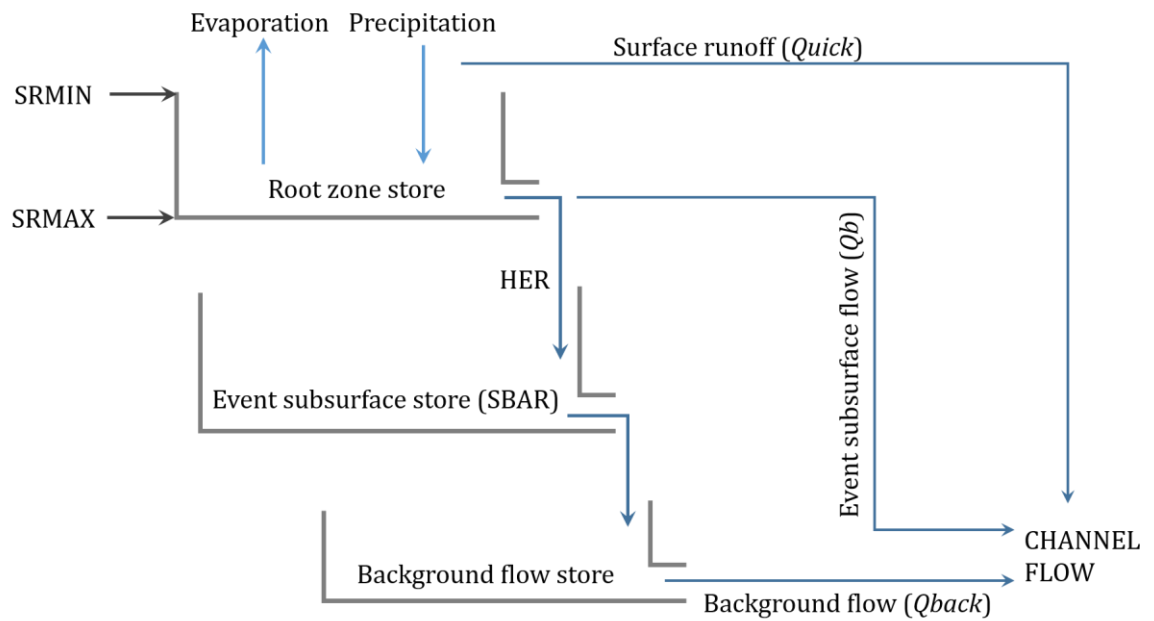 Evaporation
Precipitation
Surface runoff (Quick)
SRMIN
Root zone store
SRMAX
HER
Event subsurface flow (Qb)
Event subsurface store (SBAR)
CHANNEL
FLOW
Background flow store
Background flow (Qback)